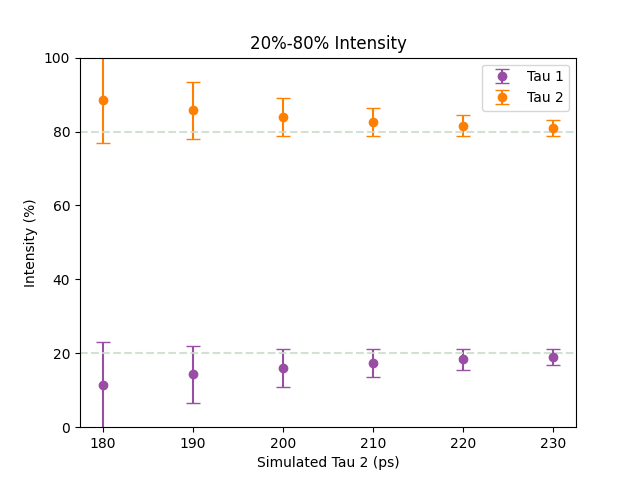 20%-80% Intensity
100
80
60
40
20
0
Intensity (%)
Tau 1
Tau 2
180 190 200 210 220 230
Simulated Tau 2 (ps)